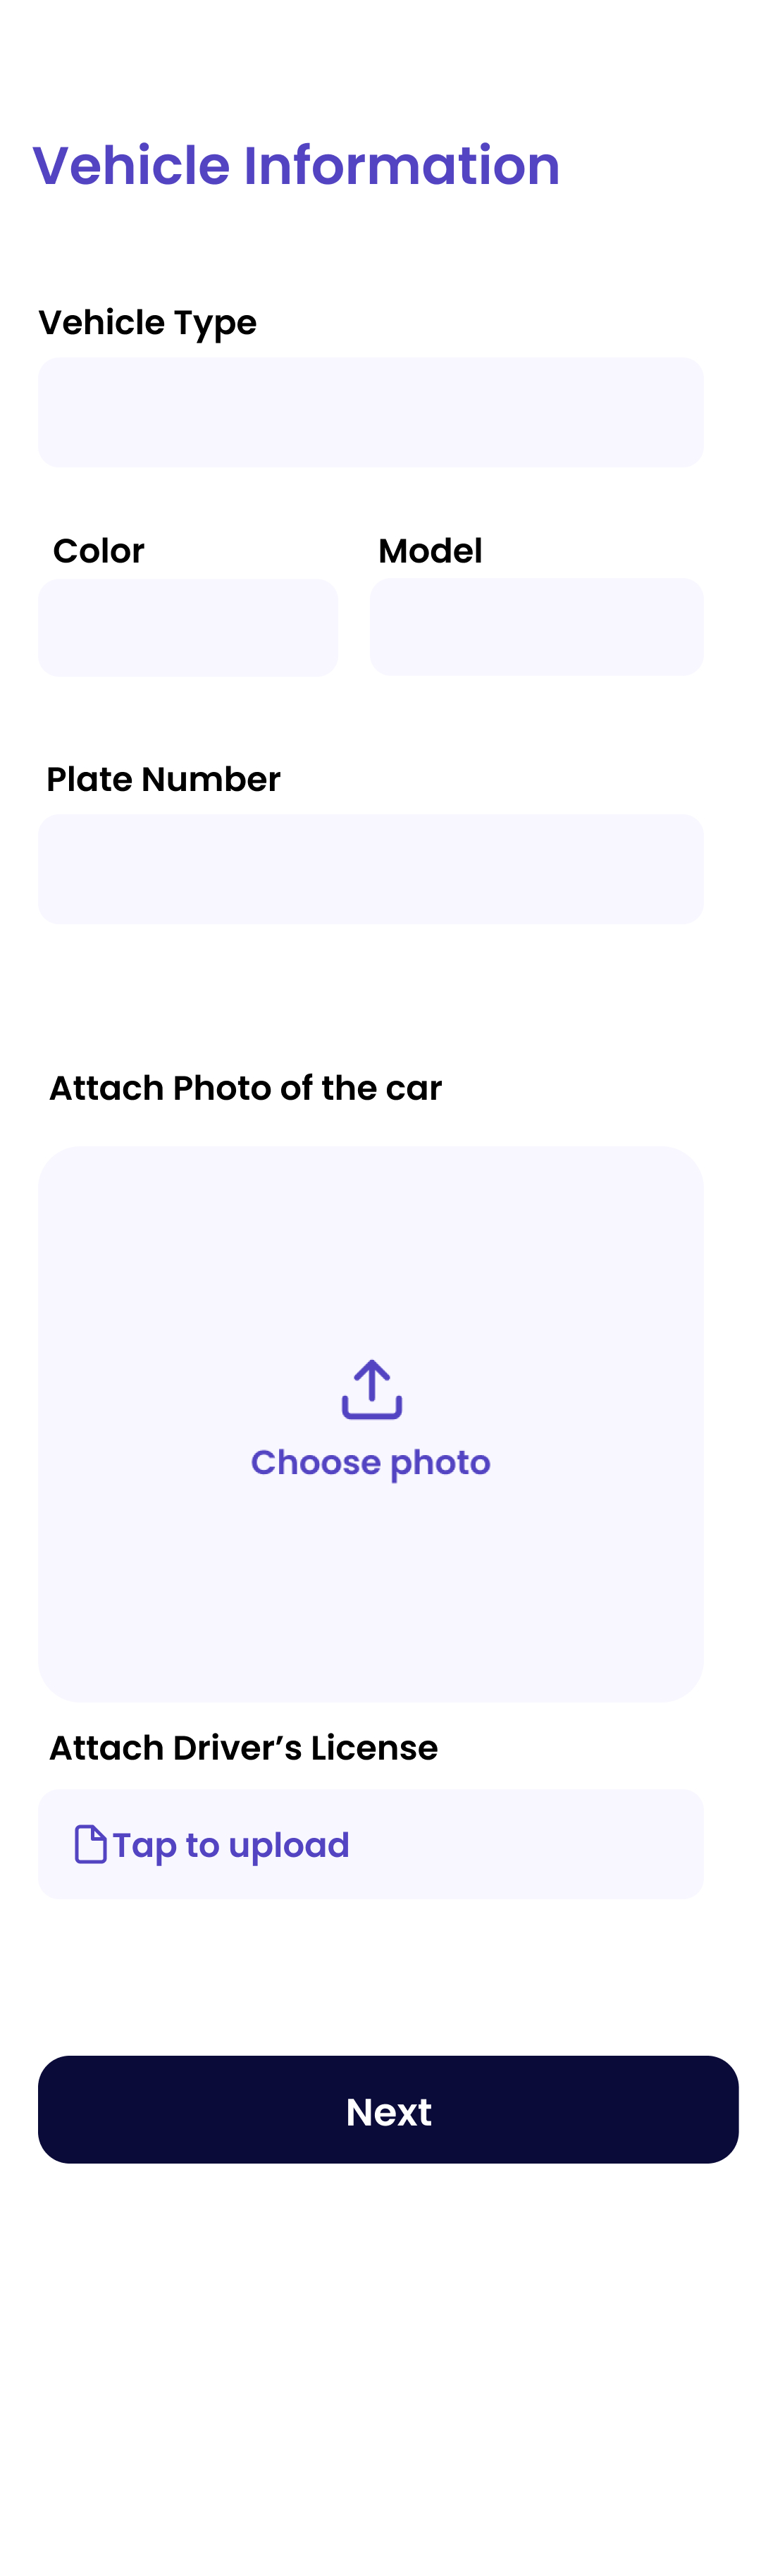 Vehicle Information
Vehicle Type
Color
Model
Plate Number
Attach Photo of the car
Choose photo
Attach Driver’s License
Tap to upload
Next